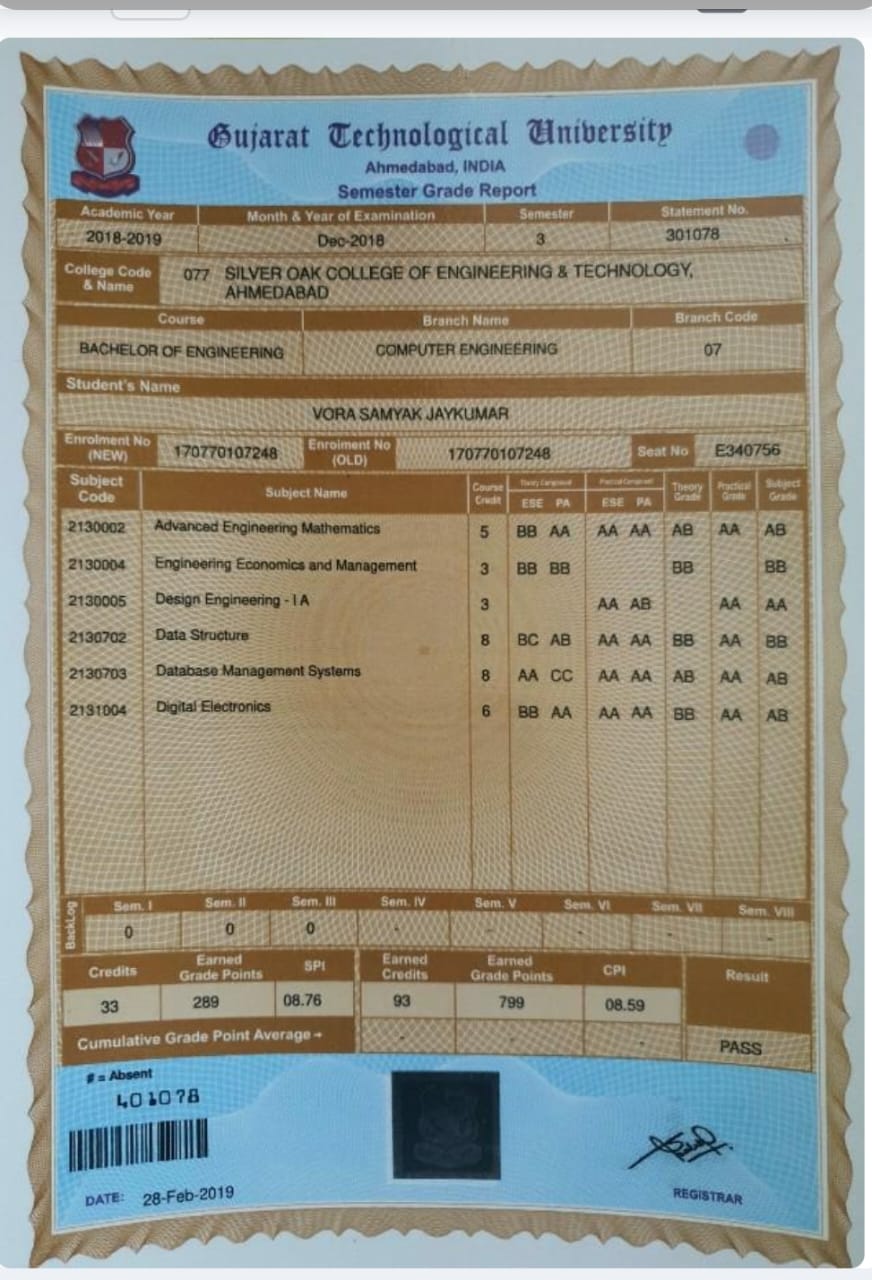 Gujarat Technological University
Ahmedabad, INDIA
Semester Grade Report
Academic Year Month & Year of Examination Semester Statement No.
2018-2019 Dec-2018 3 301078
College Code & Name 077 SILVER OAK COLLEGE OF ENGINEERING & TECHNOLOGY,
AHMEDABAD
Course Branch Name Branch Code
BACHELOR OF ENGINEERING COMPUTER ENGINEERING 07
Student's Name
VORA SAMYAK JAYKUMAR
Enrolment No (NEW) 170770107248 Enrolment No (OLD) 170770107248 Seat No E340756
Subject Code Subject Name Course Credit Theory Component Practical Component Theory Grade Practical Grade Subject Grade
ESE PA ESE PA
2130002 Advanced Engineering Mathematics 5 BB AA AA AA AB AA AB
2130004 Engineering Economics and Management 3 BB BB BB BB
2130005 Design Engineering - I A 3 AA AB AA AA
2130702 Data Structure 8 BC AB AA AA BB AA BB
2130703 Database Management Systems 8 AA CC AA AA AB AA AB
2131004 Digital Electronics 6 BB AA AA AA BB AA AB
BackLog Sem. I Sem. II Sem. III Sem. IV Sem. V Sem. VI Sem. VII Sem. VIII
0 0 0 - - - - -
Credits Earned Grade Points SPI Earned Credits Earned Grade Points CPI Result
33 289 08.76 93 799 08.59
Cumulative Grade Point Average - - - - PASS
# = Absent
401078
DATE: 28-Feb-2019
REGISTRAR